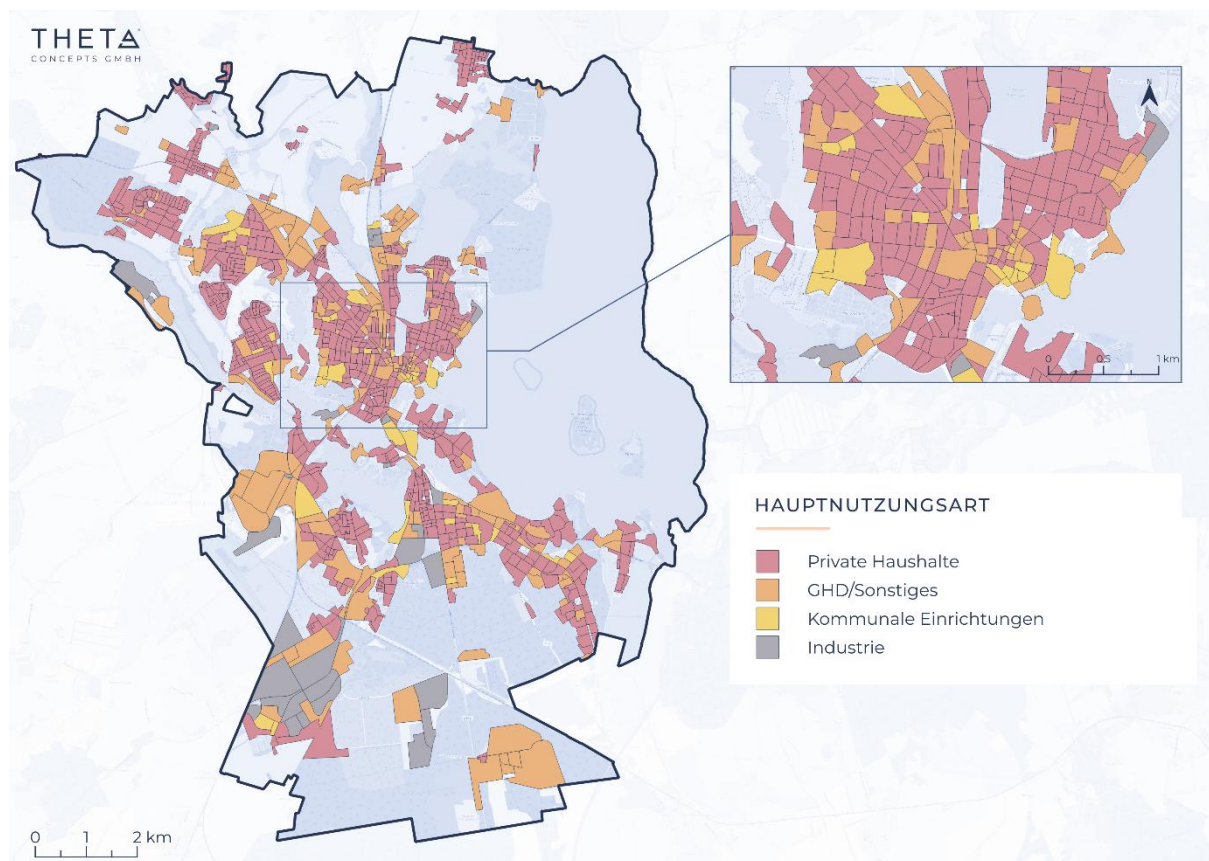 THETA
CONCEPTS GMBH
N
0 0,5 1 km
HAUPTNUTZUNGSART
Private Haushalte
GHD/Sonstiges
Kommunale Einrichtungen
Industrie
0 1 2 km